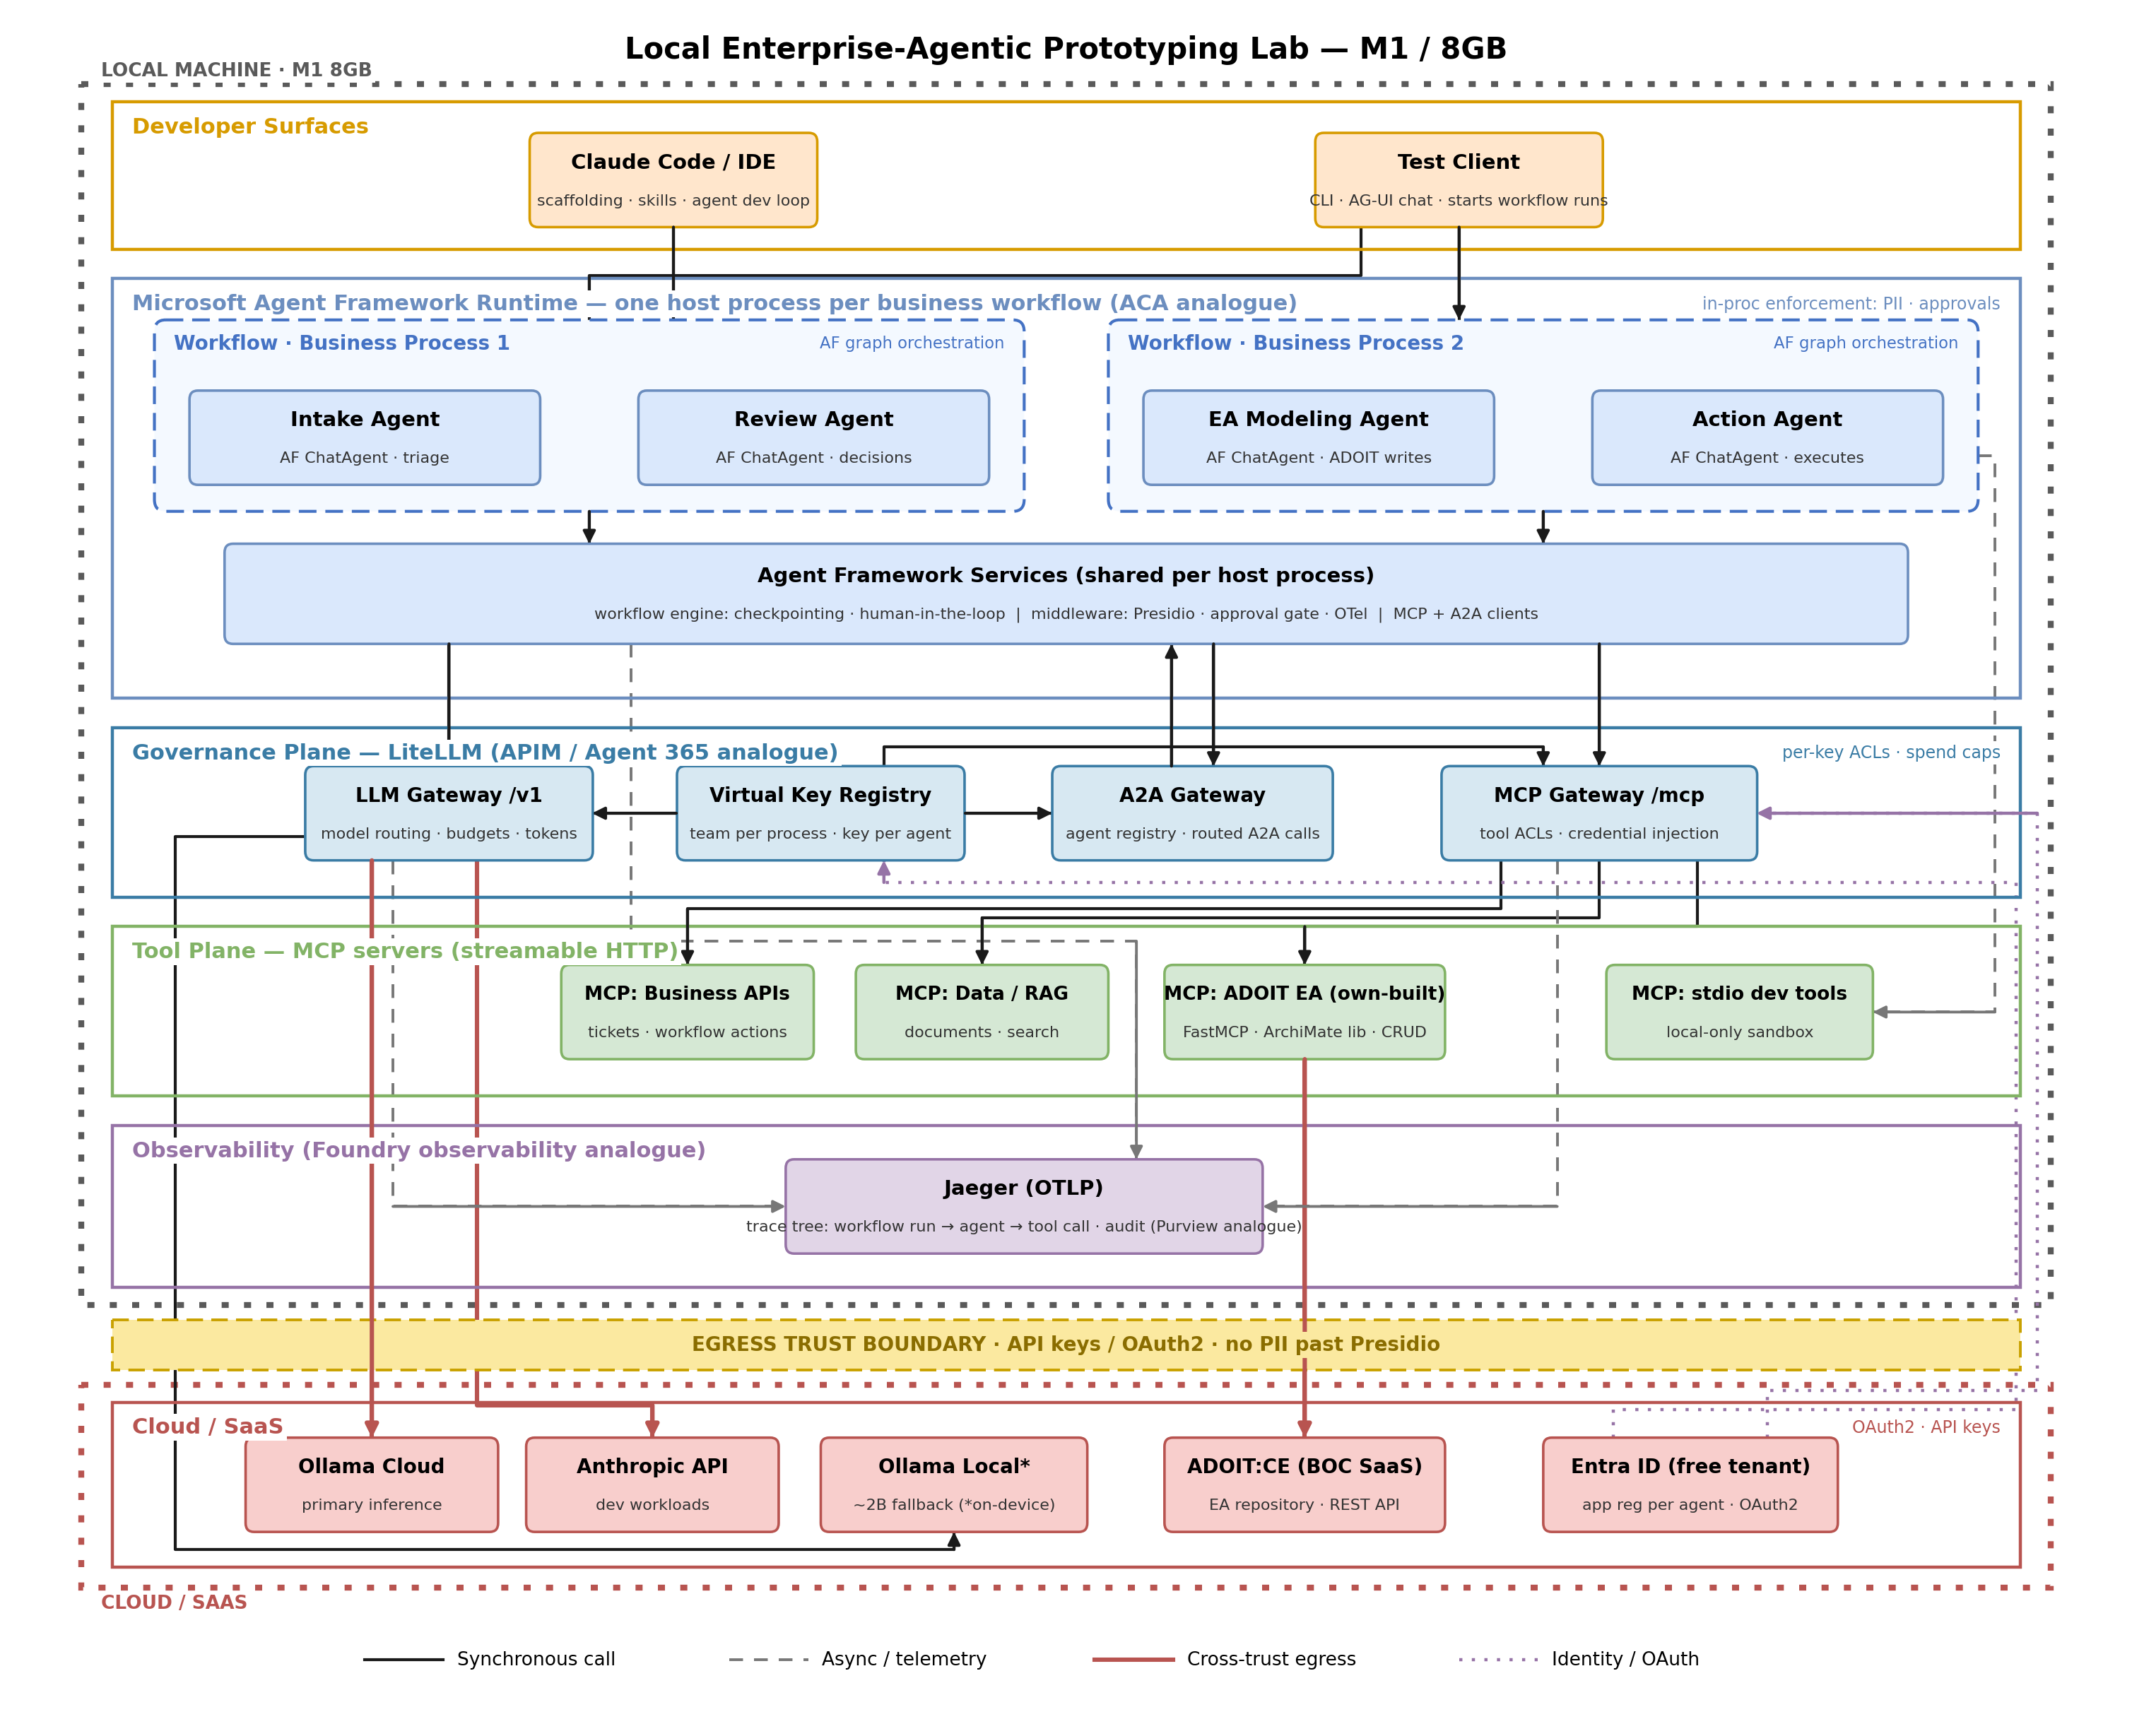 Local Enterprise-Agentic Prototyping Lab — M1 / 8GB
LOCAL MACHINE · M1 8GB
Developer Surfaces
Claude Code / IDE
scaffolding · skills · agent dev loop
Test Client
CLI · AG-UI chat · starts workflow runs
Microsoft Agent Framework Runtime — one host process per business workflow (ACA analogue)
in-proc enforcement: PII · approvals
Workflow · Business Process 1
AF graph orchestration
Intake Agent
AF ChatAgent · triage
Review Agent
AF ChatAgent · decisions
Workflow · Business Process 2
AF graph orchestration
EA Modeling Agent
AF ChatAgent · ADOIT writes
Action Agent
AF ChatAgent · executes
Agent Framework Services (shared per host process)
workflow engine: checkpointing · human-in-the-loop | middleware: Presidio · approval gate · OTel | MCP + A2A clients
Governance Plane — LiteLLM (APIM / Agent 365 analogue)
per-key ACLs · spend caps
LLM Gateway /v1
model routing · budgets · tokens
Virtual Key Registry
team per process · key per agent
A2A Gateway
agent registry · routed A2A calls
MCP Gateway /mcp
tool ACLs · credential injection
Tool Plane — MCP servers (streamable HTTP)
MCP: Business APIs
tickets · workflow actions
MCP: Data / RAG
documents · search
MCP: ADOIT EA (own-built)
FastMCP · ArchiMate lib · CRUD
MCP: stdio dev tools
local-only sandbox
Observability (Foundry observability analogue)
Jaeger (OTLP)
trace tree: workflow run → agent → tool call · audit (Purview analogue)
EGRESS TRUST BOUNDARY · API keys / OAuth2 · no PII past Presidio
Cloud / SaaS
OAuth2 · API keys
Ollama Cloud
primary inference
Anthropic API
dev workloads
Ollama Local*
~2B fallback (*on-device)
ADOIT:CE (BOC SaaS)
EA repository · REST API
Entra ID (free tenant)
app reg per agent · OAuth2
CLOUD / SAAS
Synchronous call
Async / telemetry
Cross-trust egress
Identity / OAuth